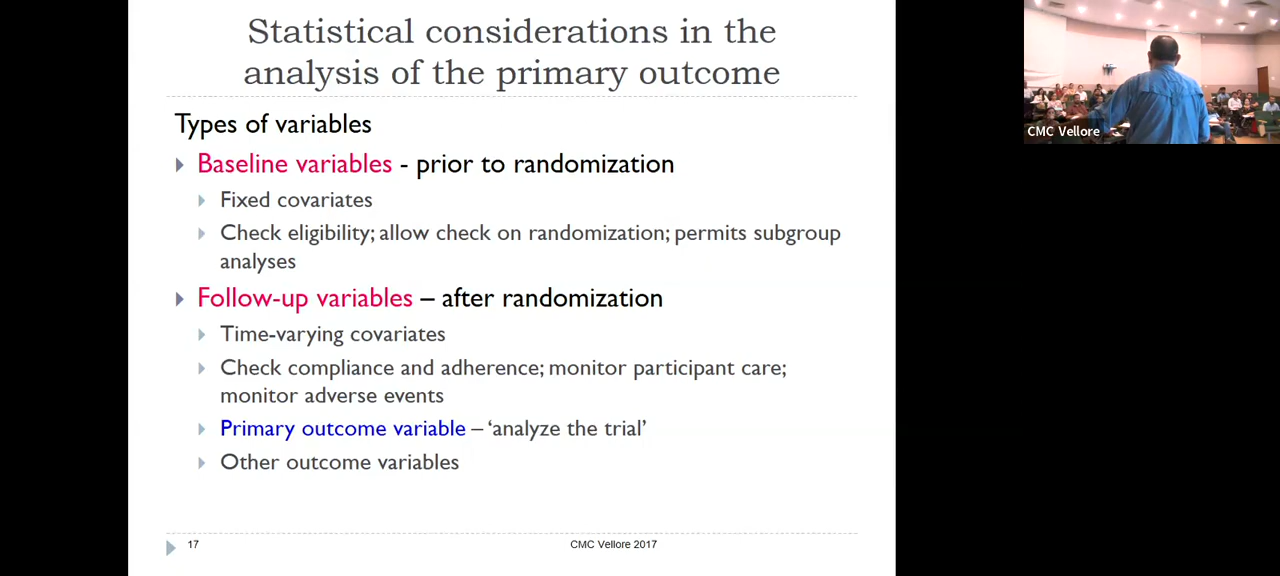 Statistical considerations in the
analysis of the primary outcome
Types of variables
Baseline variables - prior to randomization
Fixed covariates
Check eligibility; allow check on randomization; permits subgroup
analyses
Follow-up variables – after randomization
Time-varying covariates
Check compliance and adherence; monitor participant care;
monitor adverse events
Primary outcome variable – ‘analyze the trial’
Other outcome variables
17
CMC Vellore 2017
CMC Vellore